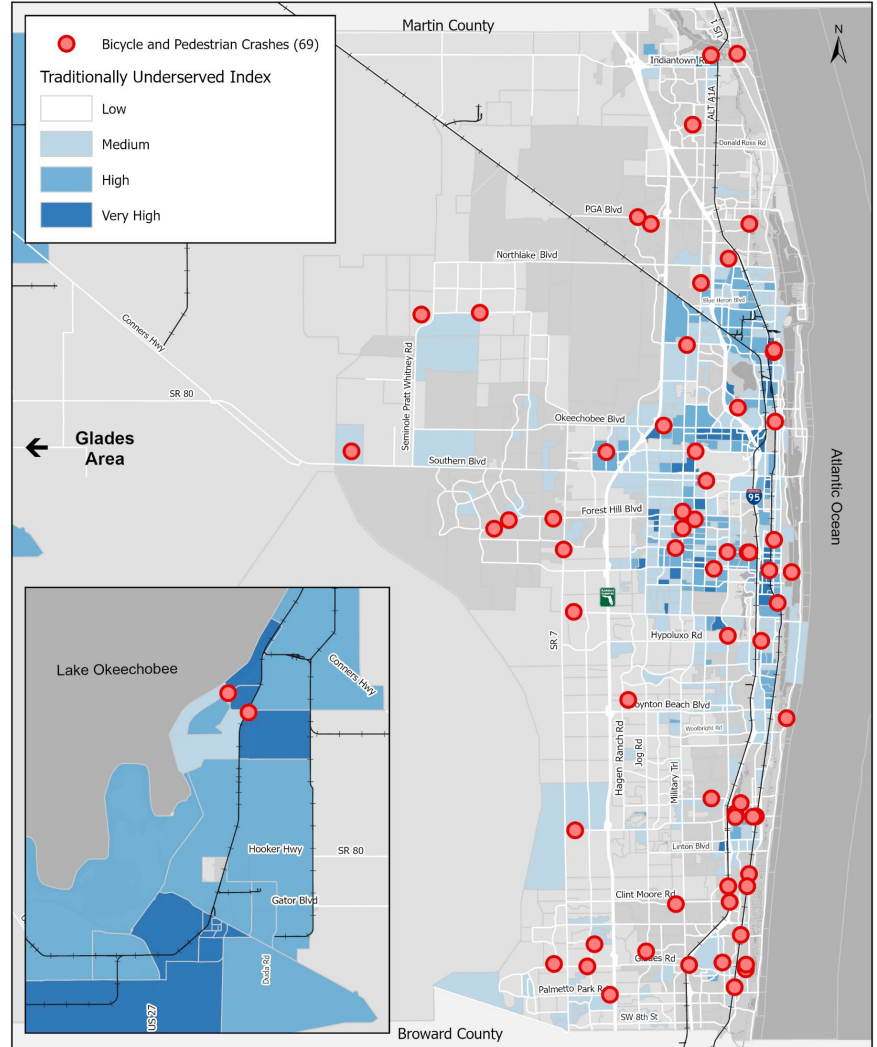 Martin County
Bicycle and Pedestrian Crashes (69)
Traditionally Underserved Index
Low
Medium
High
Very High
US 1
N
Indiantown R
ALT A1A
Donald Ross Rd
PGA Blvd
Northlake Blvd
Blue Heron Blvd
Conners Hwy
Seminole Pratt Whitney Rd
SR 80
Okeechobee Blvd
Glades
Area
Southern Blvd
Atlantic Ocean
95
Forest Hill Blvd
SR 7
Hypoluxo Rd
oynton Beach Blvd
Woolbright Rd
Hagen Ranch Rd
Jog Rd
Military Trl
Linton Blvd
Clint Moore Rd
Glades Rd
Palmetto Park R
SW 8th St
Broward County
Lake Okeechobee
Conners Hwy
Hooker Hwy
SR 80
Gator Blvd
Duda Rd
US 27